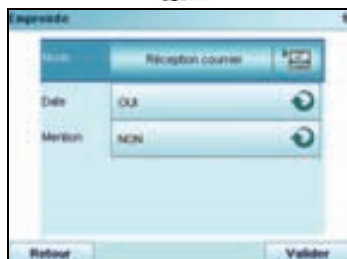 Empreinte
Mode Réception courrier
Date OUI
Mention NON
Retour Valider